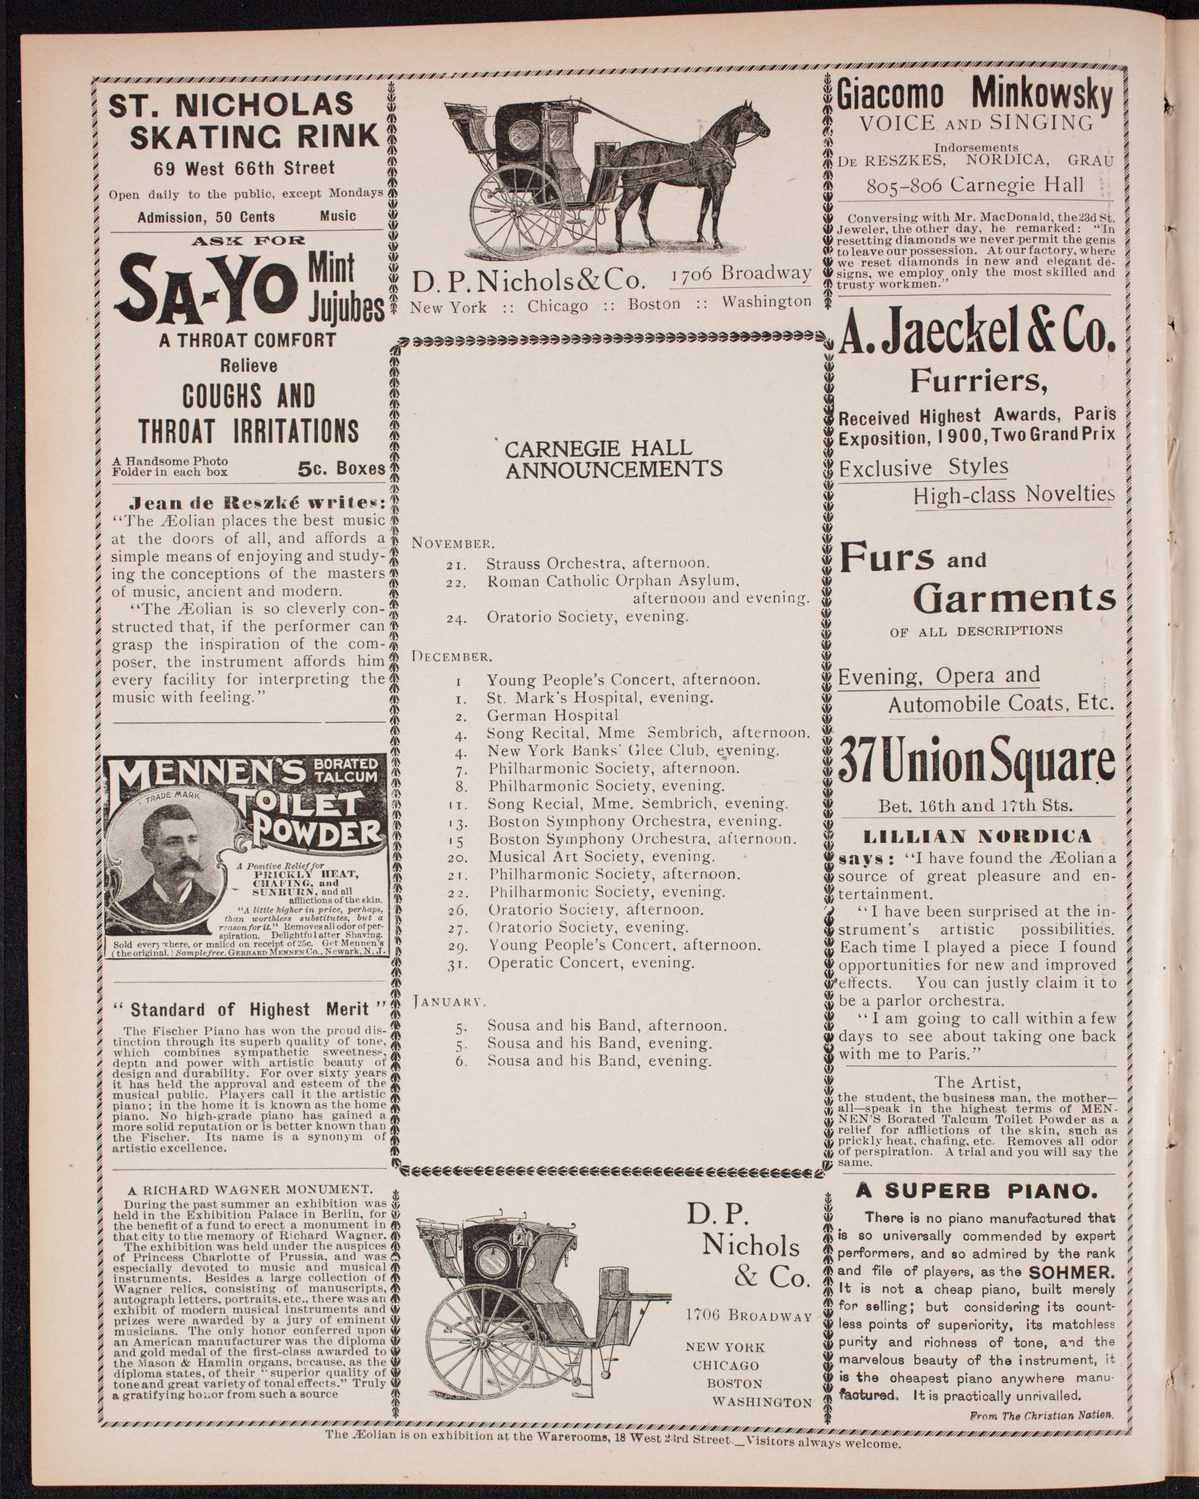 ST. NICHOLAS
SKATING RINK
69 West 66th Street
Open daily to the public, except Mondays
Admission, 50 Cents Music
ASK FOR
SA-YO Mint
Jujubes
A THROAT COMFORT
Relieve
COUGHS AND
THROAT IRRITATIONS
A Handsome Photo
Folder in each box 5c. Boxes
Jean de Reszké writes:
"The Æolian places the best music
at the doors of all, and affords a
simple means of enjoying and study-
ing the conceptions of the masters
of music, ancient and modern.
"The Æolian is so cleverly con-
structed that, if the performer can
grasp the inspiration of the com-
poser, the instrument affords him
every facility for interpreting the
music with feeling."
MENNEN'S BORATED
TALCUM
TOILET
POWDER
TRADE MARK
A Positive Relief for
PRICKLY HEAT,
CHAFING, and
SUNBURN, and all
afflictions of the skin.
"A little higher in price, perhaps,
than worthless substitutes, but a
reason for it." Removes all odor of per-
spiration. Delightful after Shaving.
Sold everywhere, or mailed on receipt of 25c. Get Mennen's
(the original.) Sample free. GERHARD MENNEN CO., Newark, N. J.
"Standard of Highest Merit"
The Fischer Piano has won the proud dis-
tinction through its superb quality of tone,
which combines sympathetic sweetness,
depth and power with artistic beauty of
design and durability. For over sixty years
it has held the approval and esteem of the
musical public. Players call it the artistic
piano; in the home it is known as the home
piano. No high-grade piano has gained a
more solid reputation or is better known than
the Fischer. Its name is a synonym of
artistic excellence.
A RICHARD WAGNER MONUMENT.
During the past summer an exhibition was
held in the Exhibition Palace in Berlin, for
the benefit of a fund to erect a monument in
that city to the memory of Richard Wagner.
The exhibition was held under the auspices
of Princess Charlotte of Prussia, and was
especially devoted to music and musical
instruments. Besides a large collection of
Wagner relics, consisting of manuscripts,
autograph letters, portraits, etc., there was an
exhibit of modern musical instruments and
prizes were awarded by a jury of eminent
musicians. The only honor conferred upon
an American manufacturer was the diploma
and gold medal of the first-class awarded to
the Mason & Hamlin organs, because, as the
diploma states, of their "superior quality of
tone and great variety of tonal effects." Truly
a gratifying honor from such a source
D. P. Nichols & Co. 1706 Broadway
New York :: Chicago :: Boston :: Washington
CARNEGIE HALL
ANNOUNCEMENTS
NOVEMBER.
21. Strauss Orchestra, afternoon.
22. Roman Catholic Orphan Asylum,
afternoon and evening.
24. Oratorio Society, evening.
DECEMBER.
1 Young People's Concert, afternoon.
1. St. Mark's Hospital, evening.
2. German Hospital
4. Song Recital, Mme Sembrich, afternoon.
4. New York Banks' Glee Club, evening.
7. Philharmonic Society, afternoon.
8. Philharmonic Society, evening.
11. Song Recial, Mme. Sembrich, evening.
13. Boston Symphony Orchestra, evening.
15 Boston Symphony Orchestra, afternoon.
20. Musical Art Society, evening.
21. Philharmonic Society, afternoon.
22. Philharmonic Society, evening.
26. Oratorio Society, afternoon.
27. Oratorio Society, evening.
29. Young People's Concert, afternoon.
31. Operatic Concert, evening.
JANUARY.
5. Sousa and his Band, afternoon.
5. Sousa and his Band, evening.
6. Sousa and his Band, evening.
D. P.
Nichols
& Co.
1706 BROADWAY
NEW YORK
CHICAGO
BOSTON
WASHINGTON
Giacomo Minkowsky
VOICE AND SINGING
Indorsements
DE RESZKES, NORDICA, GRAU
805-806 Carnegie Hall
Conversing with Mr. MacDonald, the 23d St.
Jeweler, the other day, he remarked: "In
resetting diamonds we never permit the gems
to leave our possession. At our factory, where
we reset diamonds in new and elegant de-
signs, we employ only the most skilled and
trusty workmen."
A. Jaeckel & Co.
Furriers,
Received Highest Awards, Paris
Exposition, 1900, Two Grand Prix
Exclusive Styles
High-class Novelties
Furs and
Garments
OF ALL DESCRIPTIONS
Evening, Opera and
Automobile Coats, Etc.
37 Union Square
Bet. 16th and 17th Sts.
LILLIAN NORDICA
says: "I have found the Æolian a
source of great pleasure and en-
tertainment.
"I have been surprised at the in-
strument's artistic possibilities.
Each time I played a piece I found
opportunities for new and improved
effects. You can justly claim it to
be a parlor orchestra.
"I am going to call within a few
days to see about taking one back
with me to Paris."
The Artist,
the student, the business man, the mother—
all—speak in the highest terms of MEN-
NEN'S Borated Talcum Toilet Powder as a
relief for afflictions of the skin, such as
prickly heat, chafing, etc. Removes all odor
of perspiration. A trial and you will say the
same.
A SUPERB PIANO.
There is no piano manufactured that
is so universally commended by expert
performers, and so admired by the rank
and file of players, as the SOHMER.
It is not a cheap piano, built merely
for selling; but considering its count-
less points of superiority, its matchless
purity and richness of tone, and the
marvelous beauty of the instrument, it
is the cheapest piano anywhere manu-
factured. It is practically unrivalled.
From The Christian Nation.
The Æolian is on exhibition at the Warerooms, 18 West 23rd Street.—Visitors always welcome.